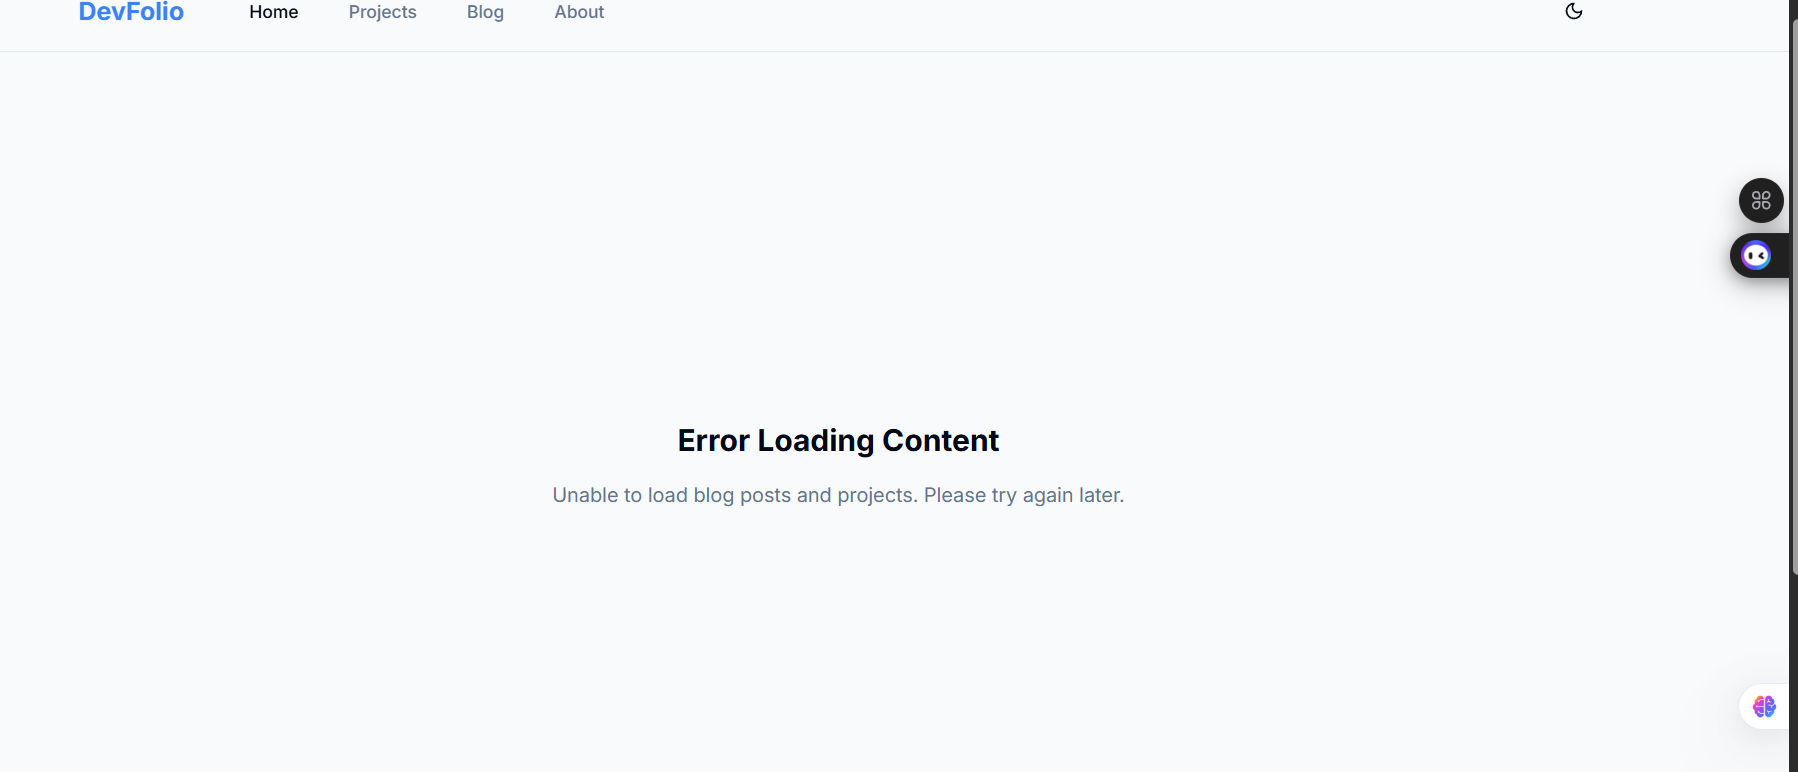 DevFolio Home Projects Blog About
Error Loading Content
Unable to load blog posts and projects. Please try again later.